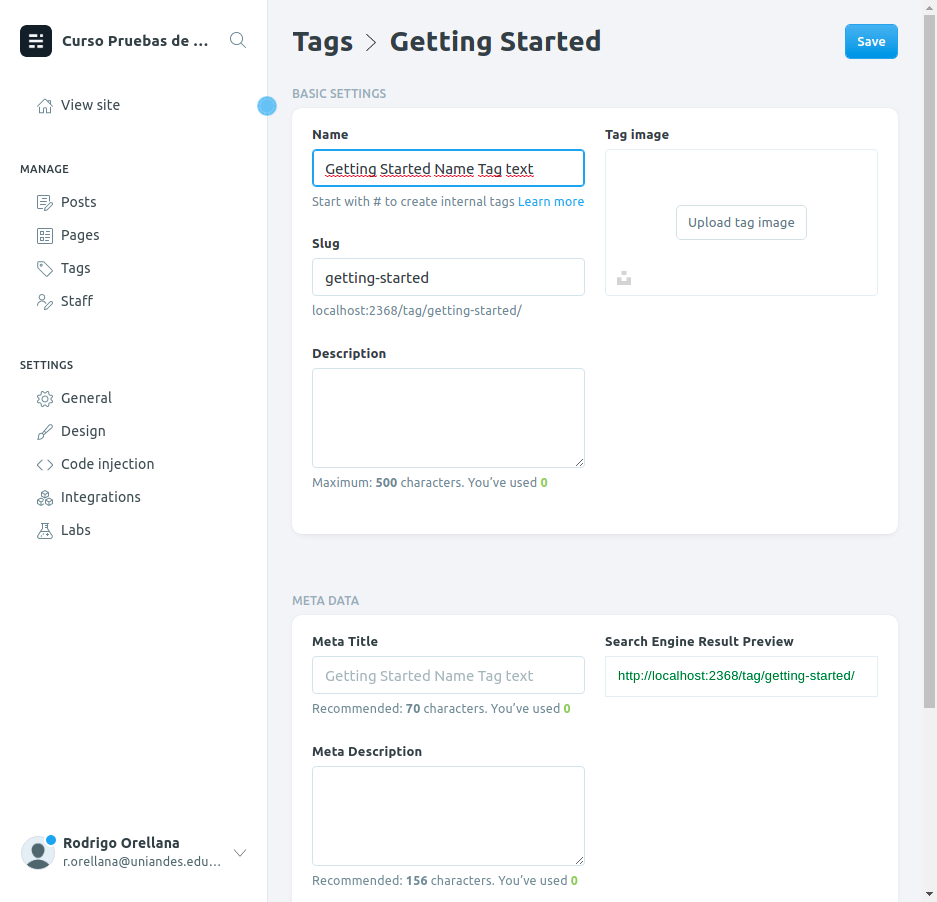 Curso Pruebas de ...
View site
MANAGE
Posts
Pages
Tags
Staff
SETTINGS
General
Design
Code injection
Integrations
Labs
Rodrigo Orellana
r.orellana@uniandes.edu...
Tags > Getting Started
Save
BASIC SETTINGS
Name
Getting Started Name Tag text
Start with # to create internal tags Learn more
Slug
getting-started
localhost:2368/tag/getting-started/
Description
Maximum: 500 characters. You've used 0
Tag image
Upload tag image
META DATA
Meta Title
Getting Started Name Tag text
Recommended: 70 characters. You've used 0
Meta Description
Recommended: 156 characters. You've used 0
Search Engine Result Preview
http://localhost:2368/tag/getting-started/